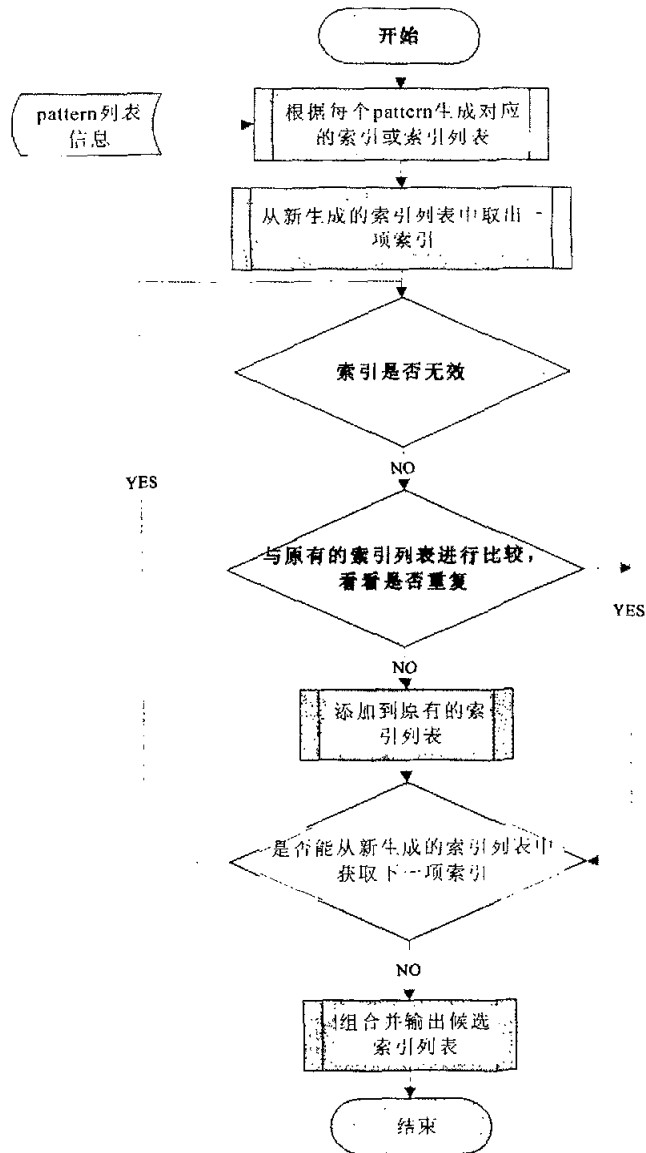 开始
pattern列表
信息
根据每个pattern生成对应
的索引或索引列表
从新生成的索引列表中取出一
项索引
索引是否无效
NO
YES
与原有的索引列表进行比较，
看看是否重复
YES
NO
添加到原有的索
引列表
是否能从新生成的索引列表中
获取下一项索引
NO
组合并输出候选
索引列表
结束